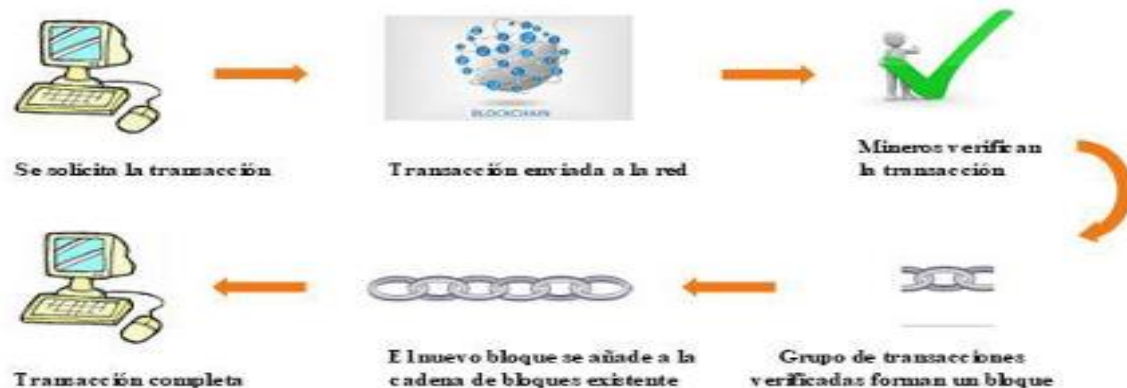 BLOCKCHAIN
Se solicita la transacción
Transacción enviada a la red
Mineros verifican
la transacción
Transacción completa
El nuevo bloque se añade a la
cadena de bloques existente
Grupo de transacciones
verificadas forman un bloque